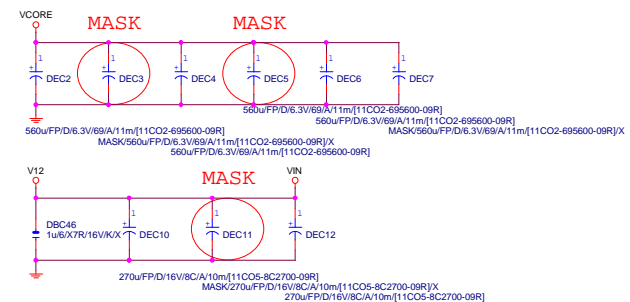 VCORE
MASK
MASK
1
1
1
1
1
1
+
+
+
+
+
+
DEC2
DEC3
DEC4
DEC5
DEC6
DEC7
560u/FP/D/6.3V/69/A/11m/[11CO2-695600-09R]
560u/FP/D/6.3V/69/A/11m/[11CO2-695600-09R]
560u/FP/D/6.3V/69/A/11m/[11CO2-695600-09R]
MASK/560u/FP/D/6.3V/69/A/11m/[11CO2-695600-09R]/X
MASK/560u/FP/D/6.3V/69/A/11m/[11CO2-695600-09R]/X
560u/FP/D/6.3V/69/A/11m/[11CO2-695600-09R]
V12
MASK
VIN
1
1
1
+
+
+
DBC46
1u/6/X7R/16V/K/X
DEC10
DEC11
DEC12
270u/FP/D/16V/8C/A/10m/[11CO5-8C2700-09R]
MASK/270u/FP/D/16V/8C/A/10m/[11CO5-8C2700-09R]/X
270u/FP/D/16V/8C/A/10m/[11CO5-8C2700-09R]